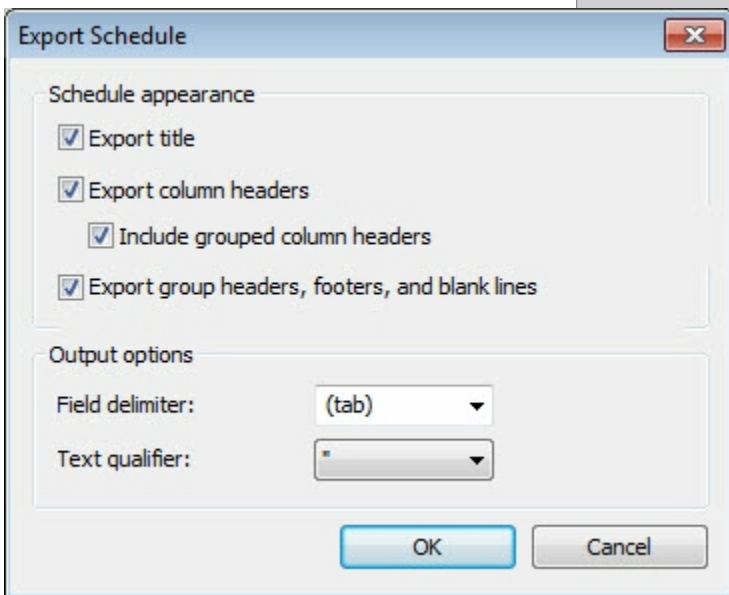 Export Schedule
Schedule appearance
Export title
Export column headers
Include grouped column headers
Export group headers, footers, and blank lines
Output options
Field delimiter: (tab)
Text qualifier: "
OK Cancel